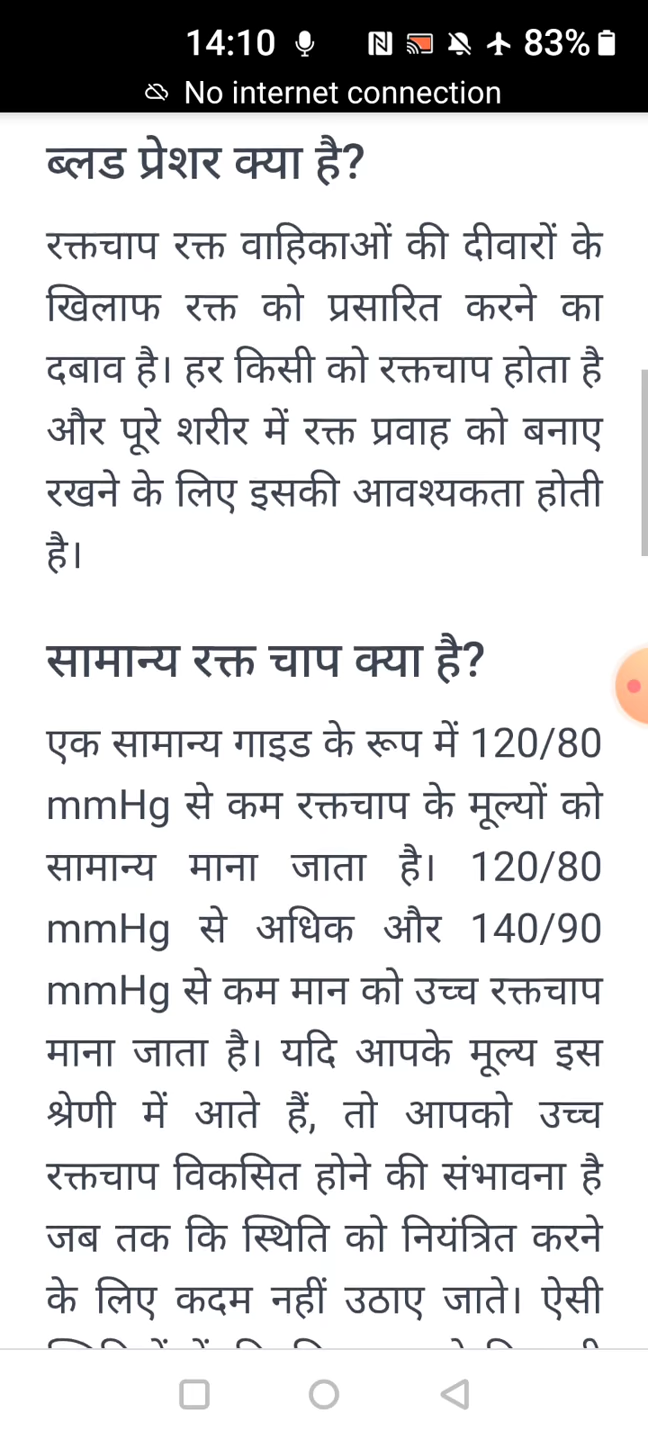 14:10 83%
No internet connection
ब्लड प्रेशर क्या है?
रक्तचाप रक्त वाहिकाओं की दीवारों के
खिलाफ रक्त को प्रसारित करने का
दबाव है। हर किसी को रक्तचाप होता है
और पूरे शरीर में रक्त प्रवाह को बनाए
रखने के लिए इसकी आवश्यकता होती
है।
सामान्य रक्त चाप क्या है?
एक सामान्य गाइड के रूप में 120/80
mmHg से कम रक्तचाप के मूल्यों को
सामान्य माना जाता है। 120/80
mmHg से अधिक और 140/90
mmHg से कम मान को उच्च रक्तचाप
माना जाता है। यदि आपके मूल्य इस
श्रेणी में आते हैं, तो आपको उच्च
रक्तचाप विकसित होने की संभावना है
जब तक कि स्थिति को नियंत्रित करने
के लिए कदम नहीं उठाए जाते। ऐसी